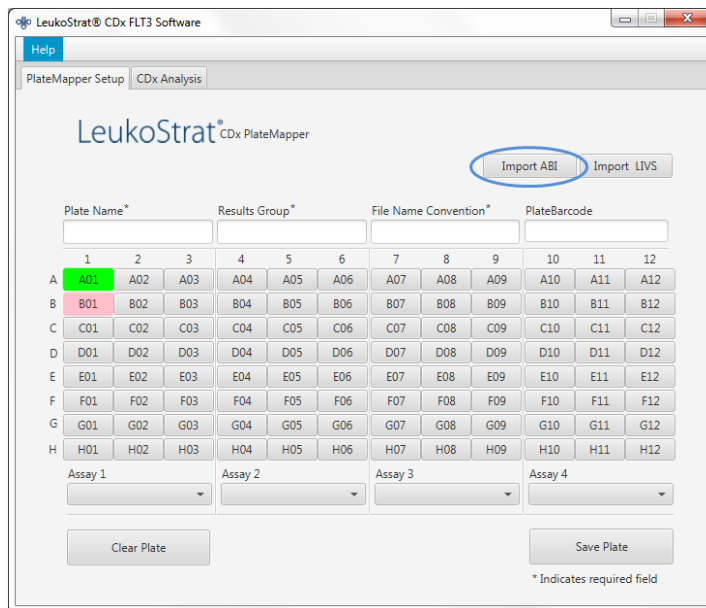 LeukoStrat® CDx FLT3 Software
Help
PlateMapper Setup CDx Analysis
LeukoStrat® CDx PlateMapper
Import ABI Import LIVS
Plate Name* Results Group* File Name Convention* PlateBarcode
1 2 3 4 5 6 7 8 9 10 11 12
A A01 A02 A03 A04 A05 A06 A07 A08 A09 A10 A11 A12
B B01 B02 B03 B04 B05 B06 B07 B08 B09 B10 B11 B12
C C01 C02 C03 C04 C05 C06 C07 C08 C09 C10 C11 C12
D D01 D02 D03 D04 D05 D06 D07 D08 D09 D10 D11 D12
E E01 E02 E03 E04 E05 E06 E07 E08 E09 E10 E11 E12
F F01 F02 F03 F04 F05 F06 F07 F08 F09 F10 F11 F12
G G01 G02 G03 G04 G05 G06 G07 G08 G09 G10 G11 G12
H H01 H02 H03 H04 H05 H06 H07 H08 H09 H10 H11 H12
Assay 1 Assay 2 Assay 3 Assay 4
Clear Plate Save Plate
* Indicates required field